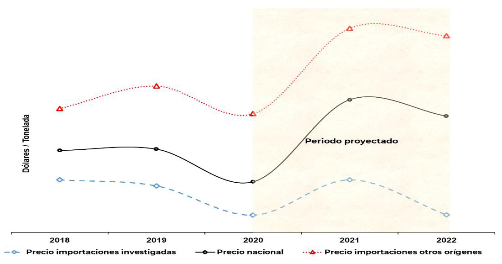 Dólares / Tonelada
Periodo proyectado
2018 2019 2020 2021 2022
Precio importaciones investigadas Precio nacional Precio importaciones otros orígenes